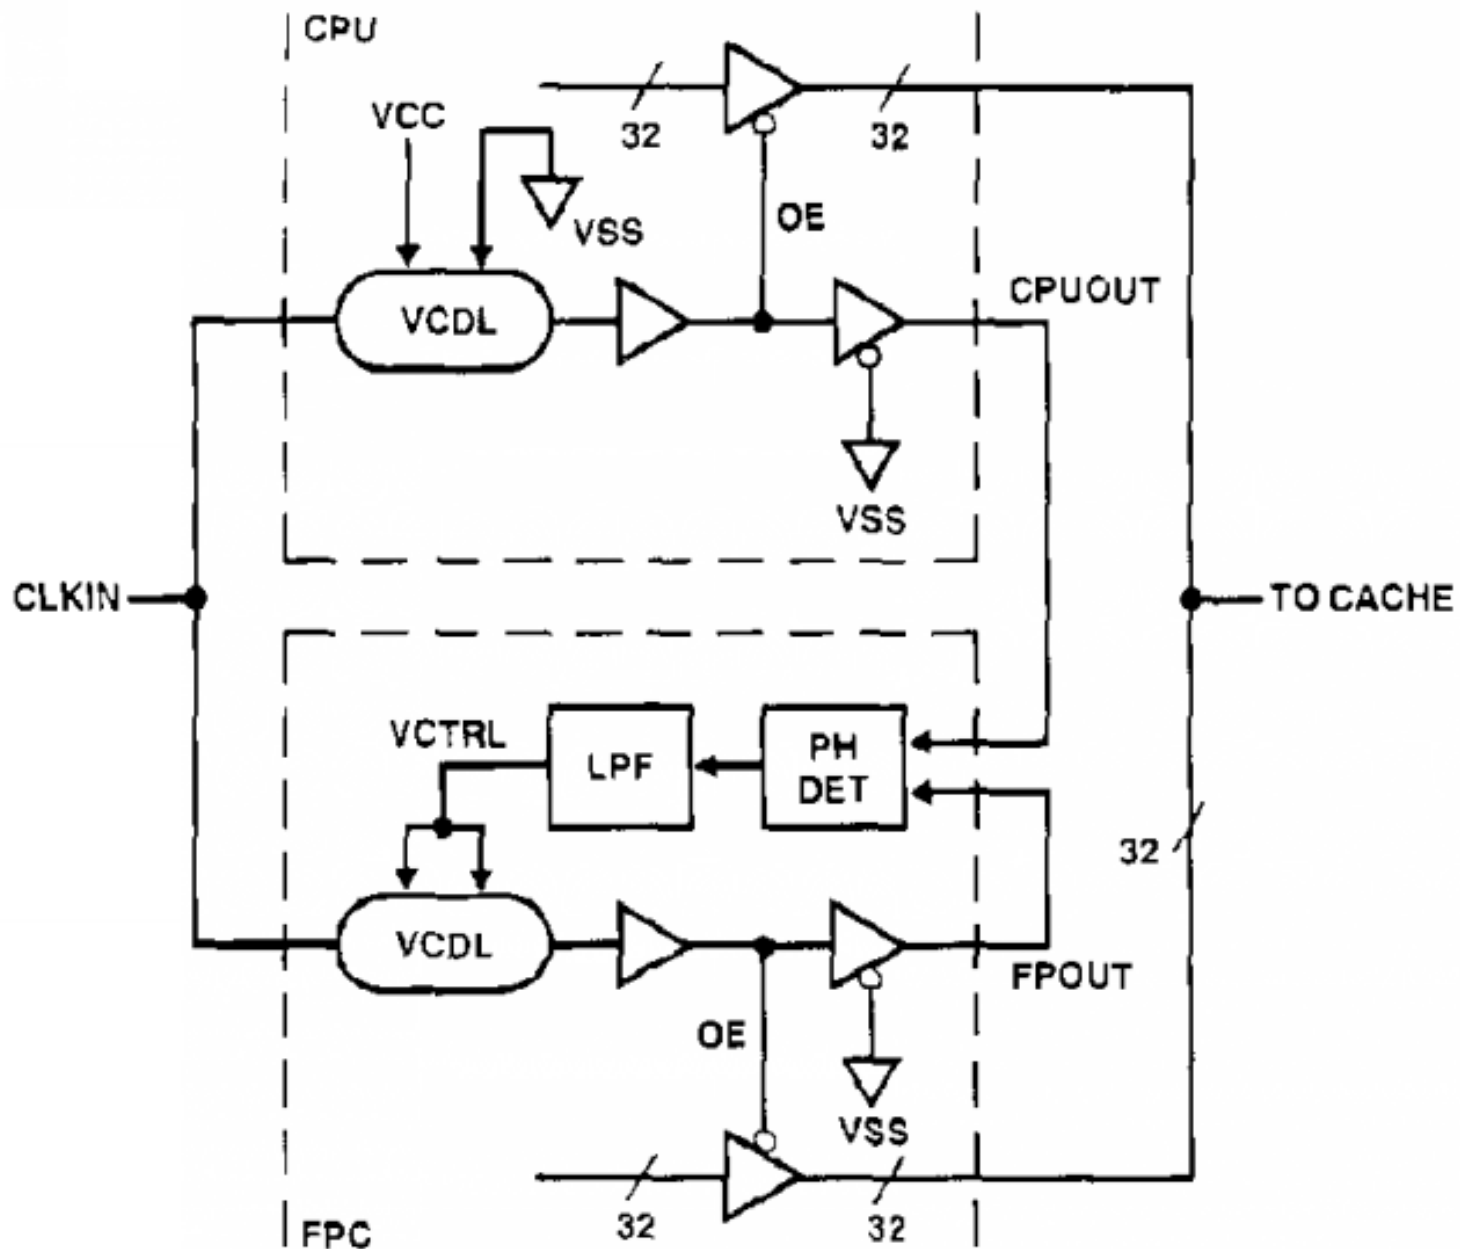 CPU
VCC
32
32
VSS
OE
VCDL
CPUOUT
VSS
CLKIN
TO CACHE
VCTRL
LPF
PH
DET
32
VCDL
FPOUT
OE
VSS
32
32
FPC